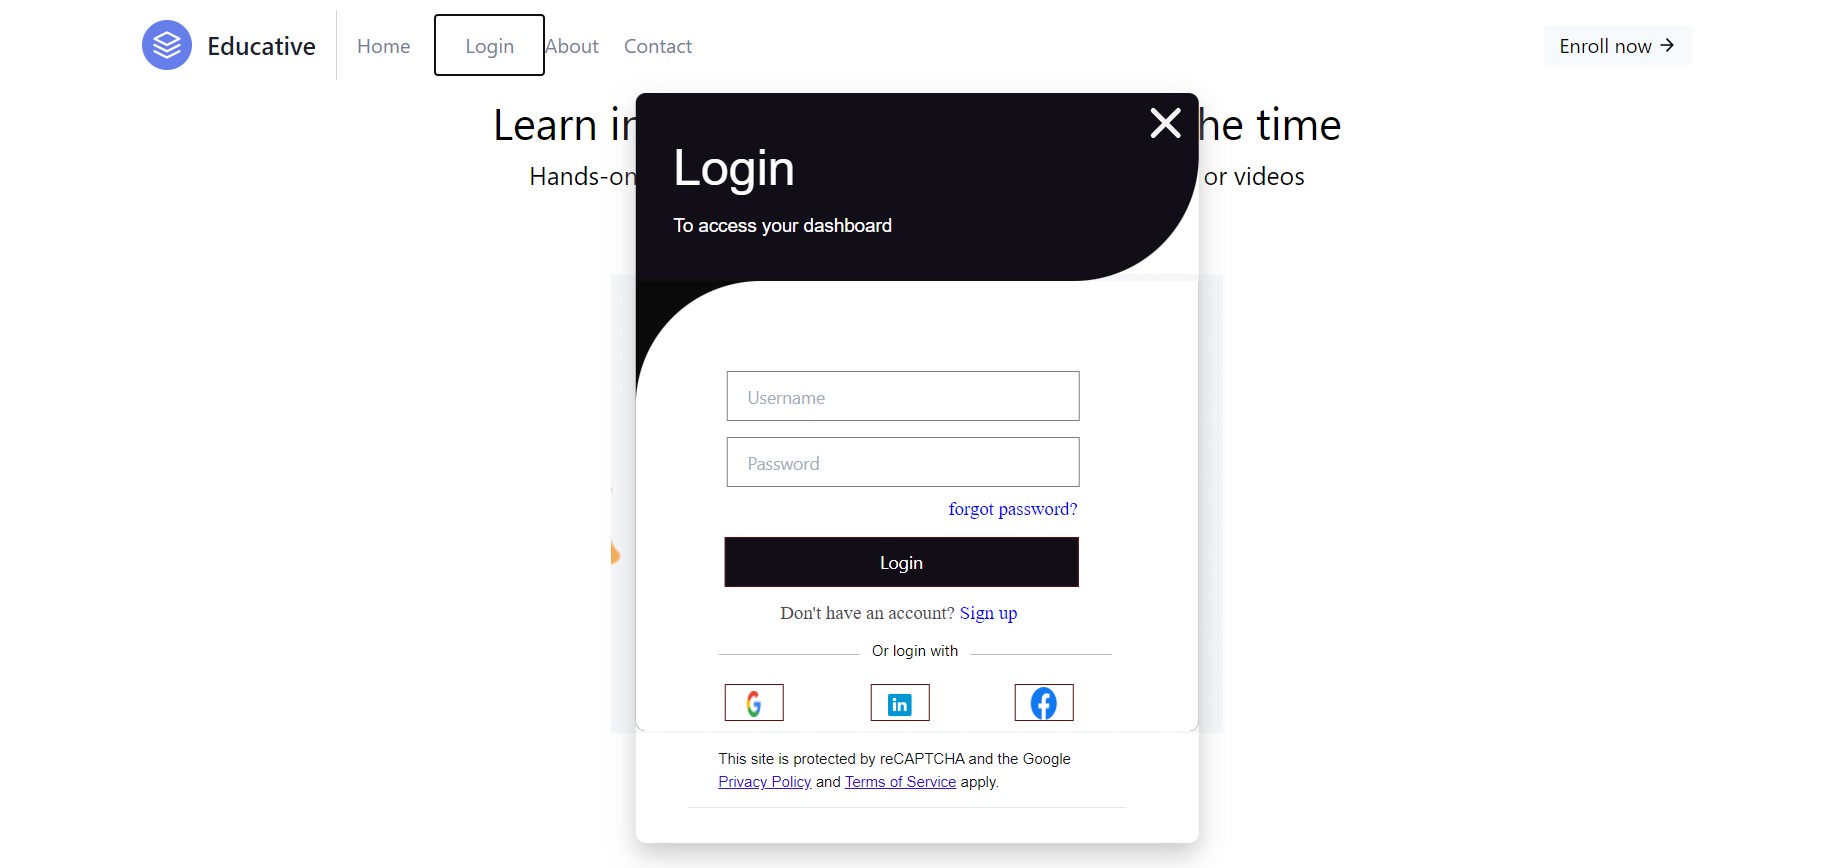 Educative
Home
Login
About
Contact
Enroll now
Learn in he time
Hands-on or videos
Login
To access your dashboard
Username
Password
forgot password?
Login
Don't have an account? Sign up
Or login with
G
in
f
This site is protected by reCAPTCHA and the Google
Privacy Policy and Terms of Service apply.